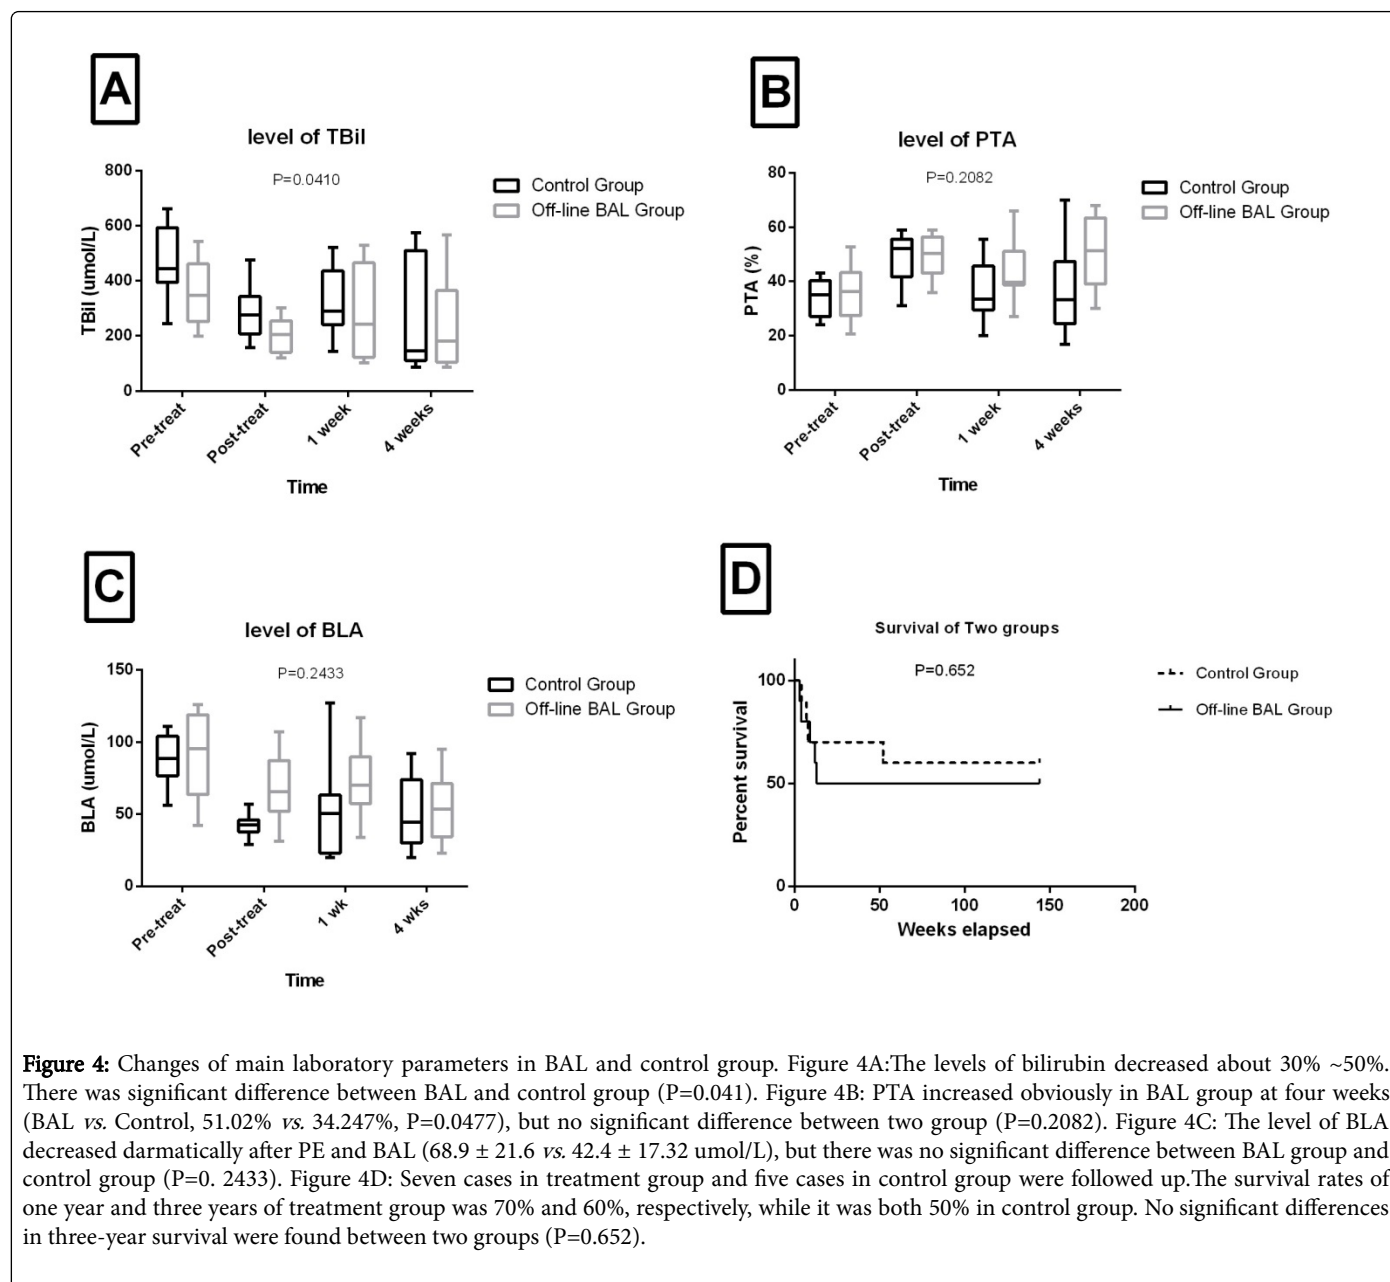 A
level of TBil
P=0.0410
800
600
400
200
0
TBil (umol/L)
Pre-treat
Post-treat
1 week
4 weeks
Time
Control Group
Off-line BAL Group
B
level of PTA
P=0.2082
80
60
40
20
0
PTA (%)
Pre-treat
Post-treat
1 week
4 weeks
Time
Control Group
Off-line BAL Group
C
level of BLA
P=0.2433
150
100
50
0
BLA (umol/L)
Pre-treat
Post-treat
1 wk
4 wks
Time
Control Group
Off-line BAL Group
D
Survival of Two groups
P=0.652
100
50
0
Percent survival
0 50 100 150 200
Weeks elapsed
Control Group
Off-line BAL Group
Figure 4: Changes of main laboratory parameters in BAL and control group. Figure 4A:The levels of bilirubin decreased about 30% ~50%.
There was significant difference between BAL and control group (P=0.041). Figure 4B: PTA increased obviously in BAL group at four weeks
(BAL vs. Control, 51.02% vs. 34.247%, P=0.0477), but no significant difference between two group (P=0.2082). Figure 4C: The level of BLA
decreased darmatically after PE and BAL (68.9 ± 21.6 vs. 42.4 ± 17.32 umol/L), but there was no significant difference between BAL group and
control group (P=0. 2433). Figure 4D: Seven cases in treatment group and five cases in control group were followed up.The survival rates of
one year and three years of treatment group was 70% and 60%, respectively, while it was both 50% in control group. No significant differences
in three-year survival were found between two groups (P=0.652).